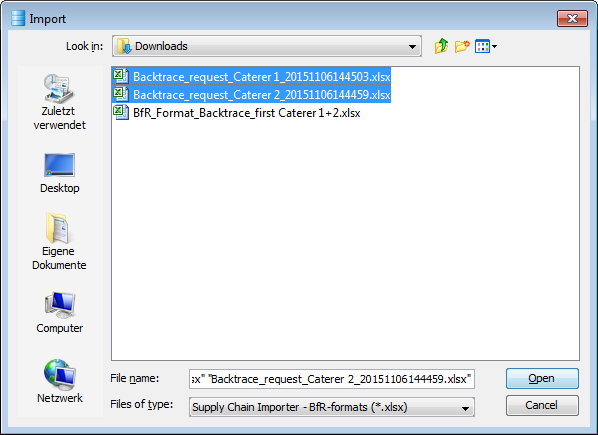 Import
Look in: Downloads
Zuletzt
verwendet
Desktop
Eigene
Dokumente
Computer
Netzwerk
Backtrace_request_Caterer 1_20151106144503.xlsx
Backtrace_request_Caterer 2_20151106144459.xlsx
BfR_Format_Backtrace_first Caterer 1+2.xlsx
File name: sx" "Backtrace_request_Caterer 2_20151106144459.xlsx"
Open
Files of type: Supply Chain Importer - BfR-formats (*.xlsx)
Cancel